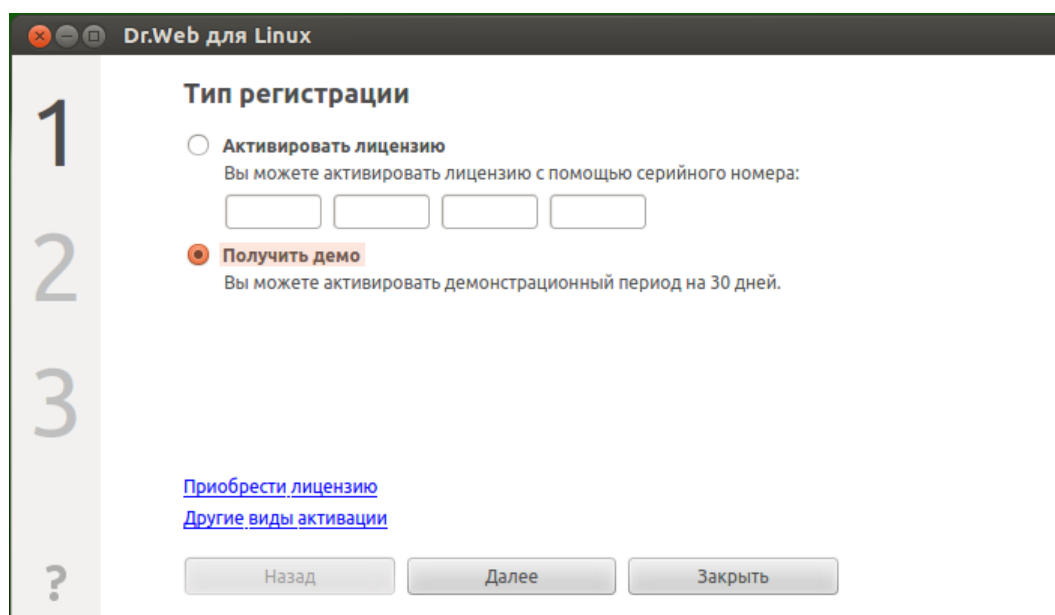 Dr.Web для Linux
1
Тип регистрации
Активировать лицензию
Вы можете активировать лицензию с помощью серийного номера:
2
Получить демо
Вы можете активировать демонстрационный период на 30 дней.
3
Приобрести лицензию
Другие виды активации
?
Назад Далее Закрыть